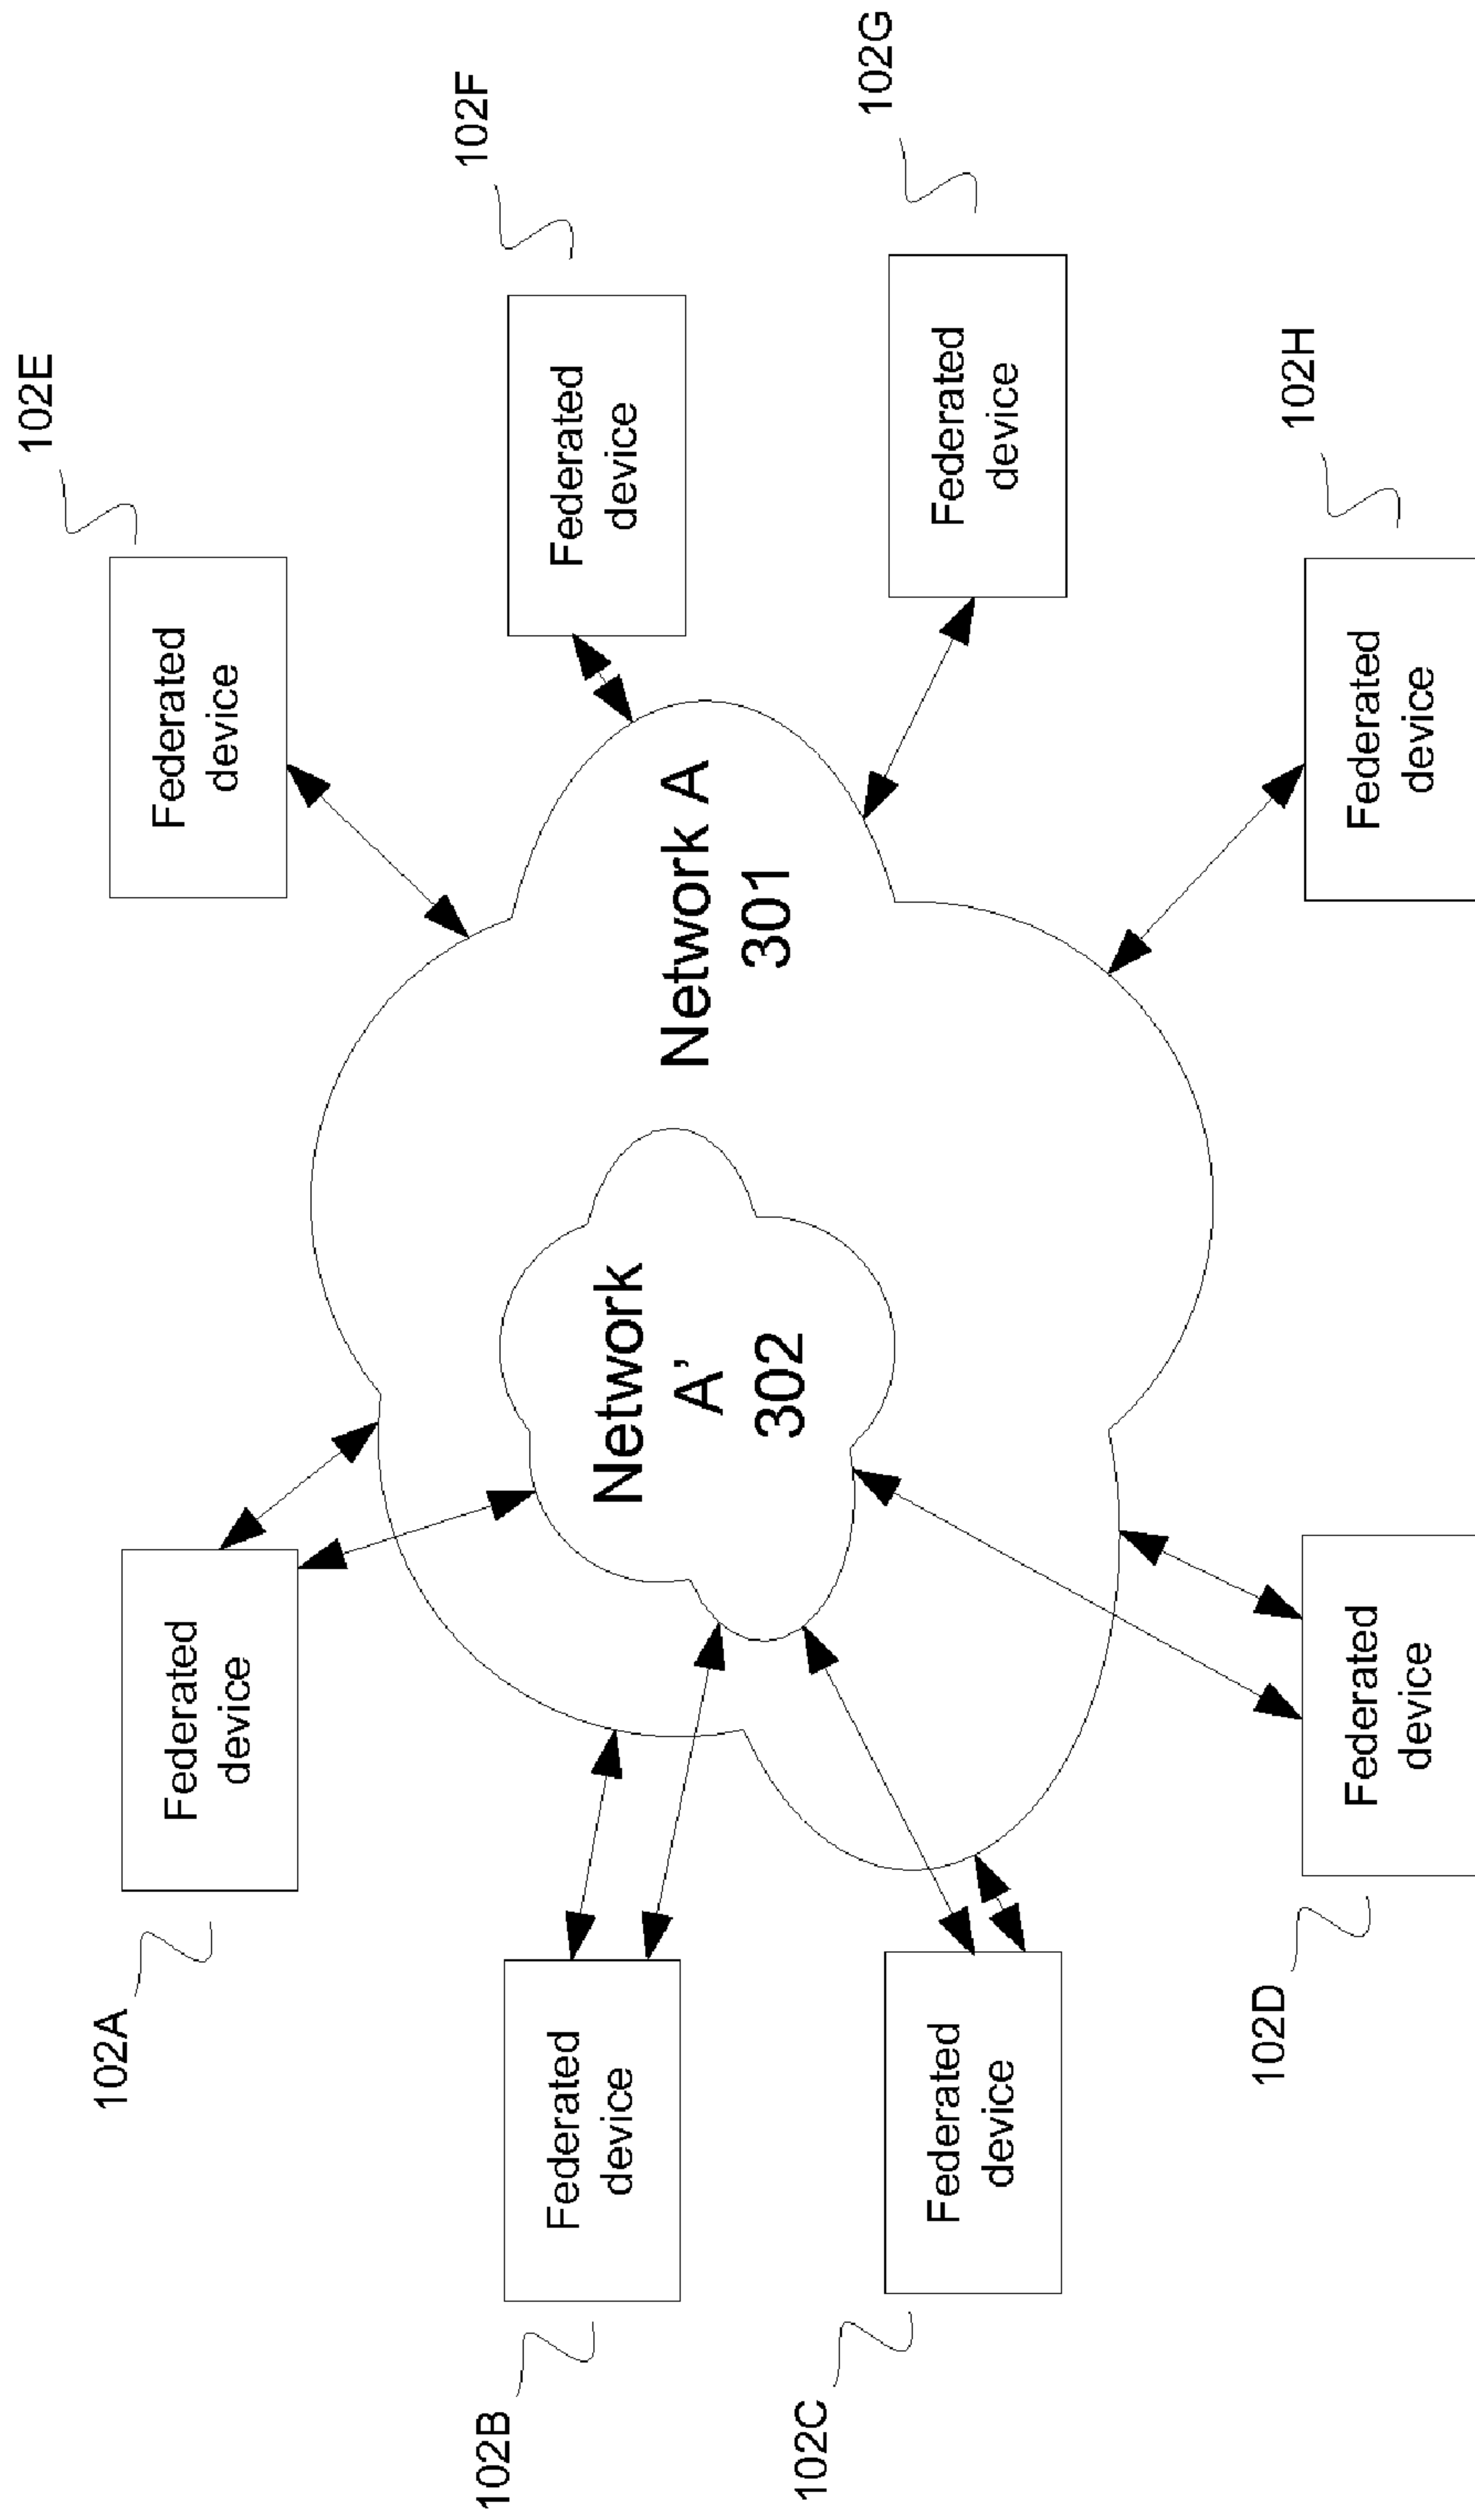 102A
Federated
device
102B
Federated
device
102C
Federated
device
102D
Federated
device
Network
A’
302
Network A
301
102E
Federated
device
102F
Federated
device
102G
Federated
device
102H
Federated
device